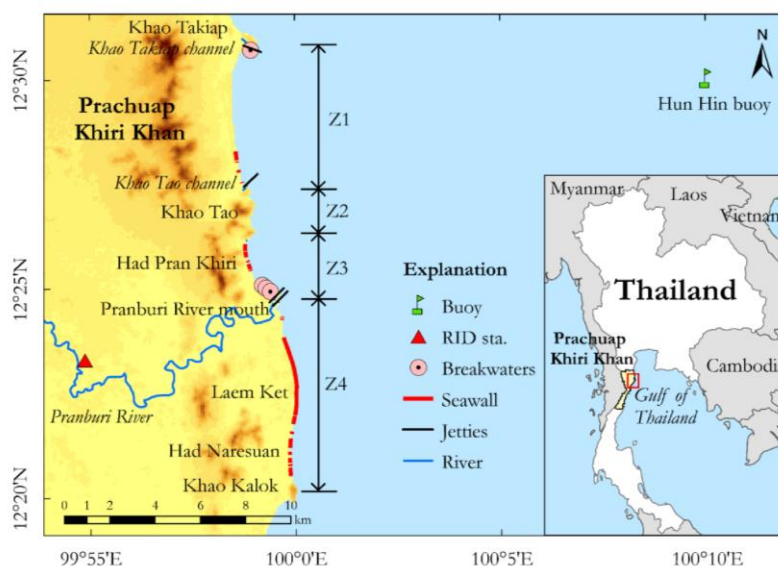 Khao Takiap
Khao Takiap channel
12°30'N
Prachuap
Khiri Khan
Z1
Hun Hin buoy
N
Khao Tao channel
Khao Tao
Z2
Had Pran Khiri
Z3
12°25'N
Pranburi River mouth
Pranburi River
Laem Ket
Z4
Had Naresuan
Khao Kalok
12°20'N
0 2 4 6 8 10
km
99°55'E
100°0'E
100°5'E
100°10'E
Explanation
Buoy
RID sta.
Breakwaters
Seawall
Jetties
River
Myanmar
Laos
Vietnam
Thailand
Prachuap
Khiri Khan
Cambodia
Gulf of
Thailand